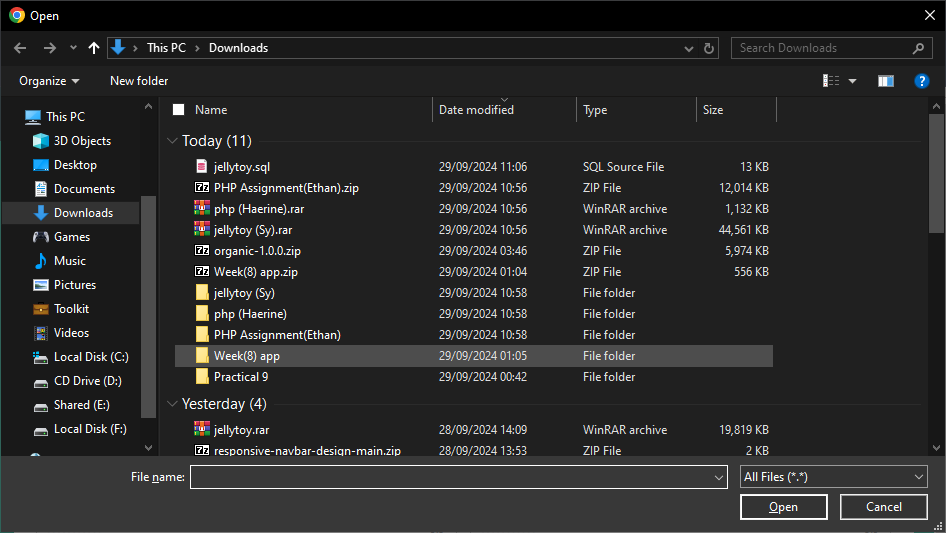 Open
This PC > Downloads
Search Downloads
Organize
New folder
?
Name
Date modified
Type
Size
This PC
3D Objects
Desktop
Documents
Downloads
Games
Music
Pictures
Toolkit
Videos
Local Disk (C:)
CD Drive (D:)
Shared (E:)
Local Disk (F:)
Today (11)
jellytoy.sql 29/09/2024 11:06 SQL Source File 13 KB
PHP Assignment(Ethan).zip 29/09/2024 10:56 ZIP File 12,014 KB
php (Haerine).rar 29/09/2024 10:56 WinRAR archive 1,132 KB
jellytoy (Sy).rar 29/09/2024 10:56 WinRAR archive 44,561 KB
organic-1.0.0.zip 29/09/2024 03:46 ZIP File 5,974 KB
Week(8) app.zip 29/09/2024 01:04 ZIP File 556 KB
jellytoy (Sy) 29/09/2024 10:58 File folder
php (Haerine) 29/09/2024 10:58 File folder
PHP Assignment(Ethan) 29/09/2024 10:58 File folder
Week(8) app 29/09/2024 01:05 File folder
Practical 9 29/09/2024 00:42 File folder
Yesterday (4)
jellytoy.rar 28/09/2024 14:09 WinRAR archive 19,819 KB
responsive-navbar-design-main.zip 28/09/2024 13:53 ZIP File 2 KB
File name:
All Files (*.*)
Open
Cancel